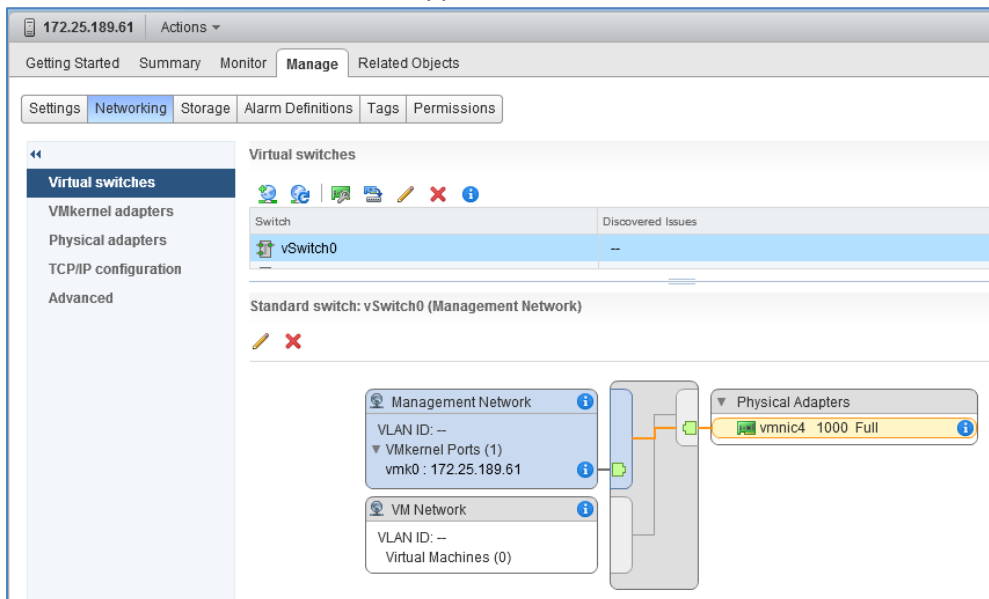 172.25.189.61 Actions
Getting Started Summary Monitor Manage Related Objects
Settings Networking Storage Alarm Definitions Tags Permissions
Virtual switches
VMkernel adapters
Physical adapters
TCP/IP configuration
Advanced
Virtual switches
Switch Discovered Issues
vSwitch0 --
Standard switch: vSwitch0 (Management Network)
Management Network
VLAN ID: --
VMkernel Ports (1)
vmk0 : 172.25.189.61
VM Network
VLAN ID: --
Virtual Machines (0)
Physical Adapters
vmnic4 1000 Full